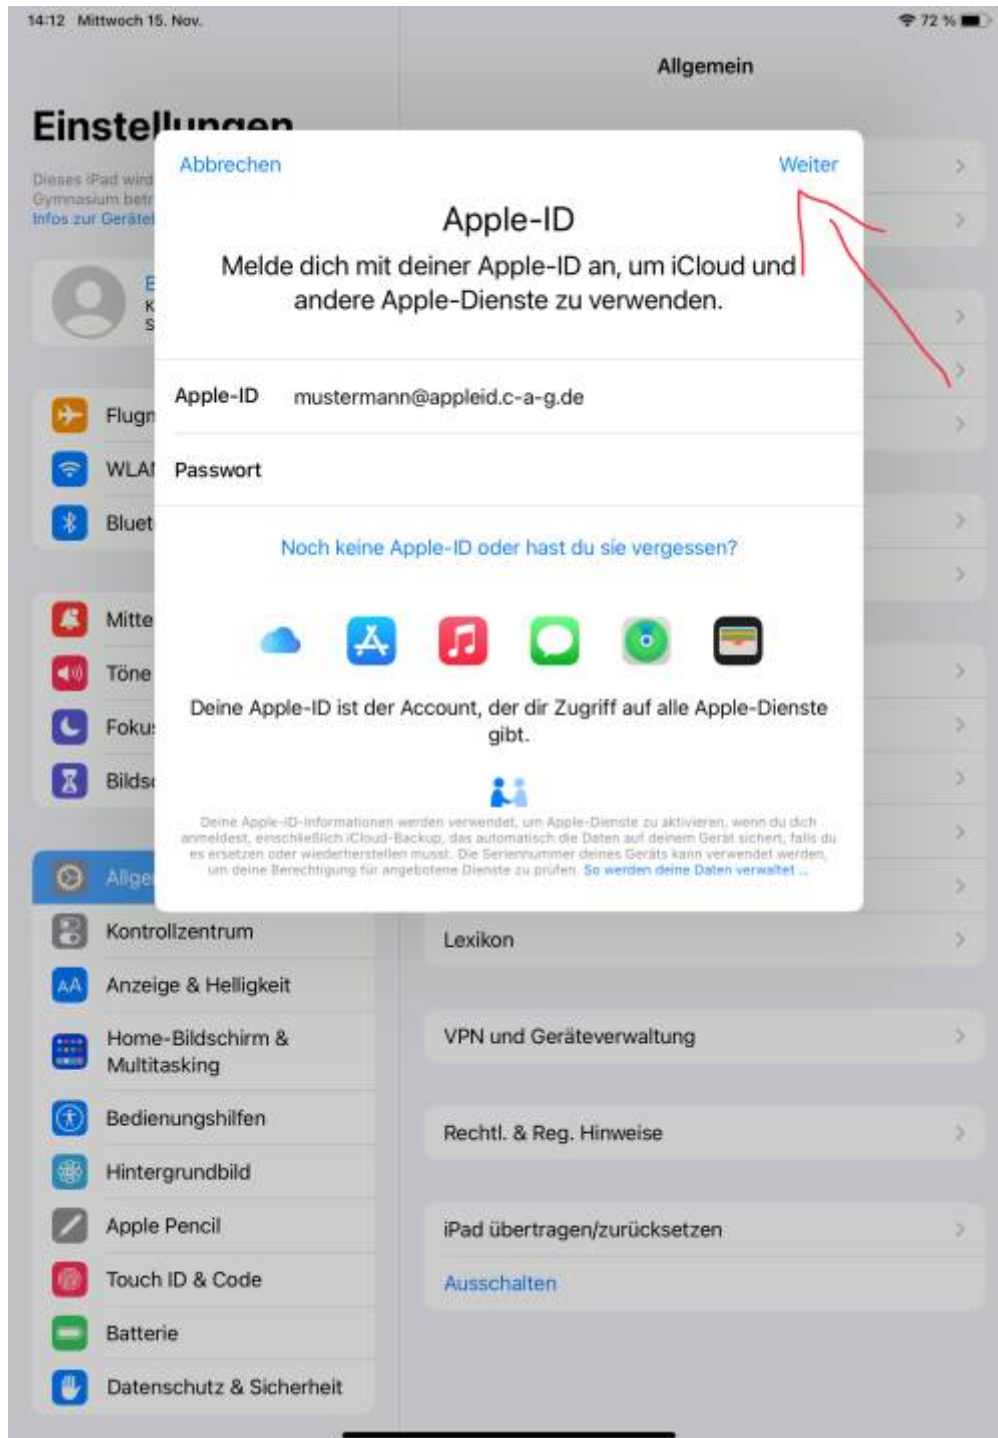 14:12 Mittwoch 15. Nov.
72 %
Allgemein
Einstellungen
Dieses iPad wird
Gymnasium betr
Infos zur Gerätel
Abbrechen
Weiter
Apple-ID
Melde dich mit deiner Apple-ID an, um iCloud und
andere Apple-Dienste zu verwenden.
E
K
S
Apple-ID mustermann@appleid.c-a-g.de
Passwort
Noch keine Apple-ID oder hast du sie vergessen?
Deine Apple-ID ist der Account, der dir Zugriff auf alle Apple-Dienste
gibt.
Deine Apple-ID-Informationen werden verwendet, um Apple-Dienste zu aktivieren, wenn du dich
anmeldest, einschließlich iCloud-Backup, das automatisch die Daten auf deinem Gerät sichert, falls du
es ersetzen oder wiederherstellen musst. Die Seriennummer deines Geräts kann verwendet werden,
um deine Berechtigung für angebotene Dienste zu prüfen. So werden deine Daten verwaltet ...
Flugm
WLAN
Bluet
Mitte
Töne
Fokus
Bildsc
Allge
Kontrollzentrum
AA Anzeige & Helligkeit
Home-Bildschirm &
Multitasking
Bedienungshilfen
Hintergrundbild
Apple Pencil
Touch ID & Code
Batterie
Datenschutz & Sicherheit
Lexikon
VPN und Geräteverwaltung
Rechtl. & Reg. Hinweise
iPad übertragen/zurücksetzen
Ausschalten